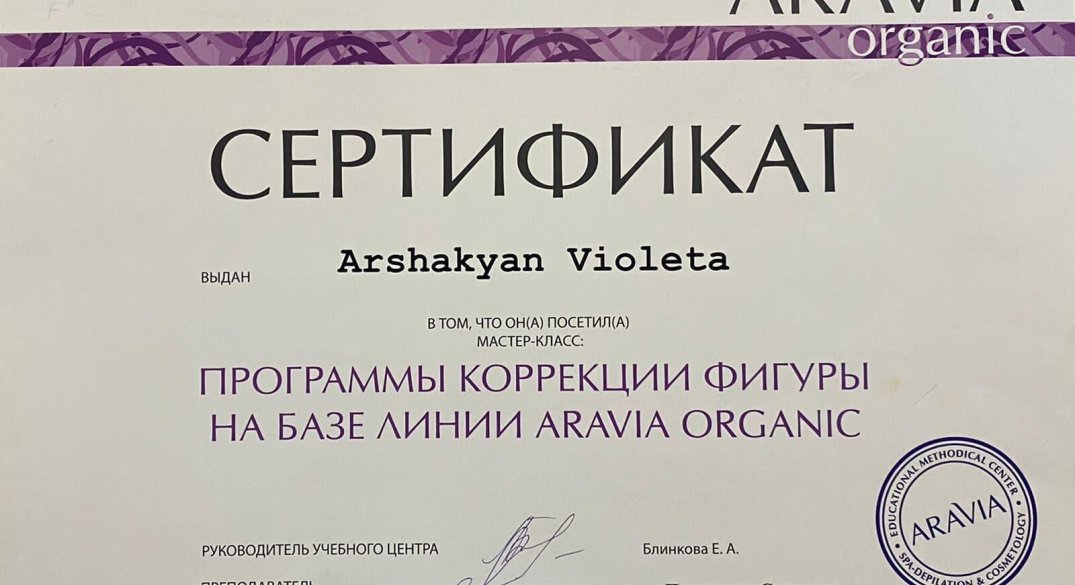 ARAVIA
organic
СЕРТИФИКАТ
ВЫДАН Arshakyan Violeta
В ТОМ, ЧТО ОН(А) ПОСЕТИЛ(А)
МАСТЕР-КЛАСС:
ПРОГРАММЫ КОРРЕКЦИИ ФИГУРЫ
НА БАЗЕ ЛИНИИ ARAVIA ORGANIC
EDUCATIONAL METHODICAL CENTER
ARAVIA
SPA-DEPILATION & COSMETOLOGY
РУКОВОДИТЕЛЬ УЧЕБНОГО ЦЕНТРА Блинкова Е. А.
ПРЕПОДАВАТЕЛЬ